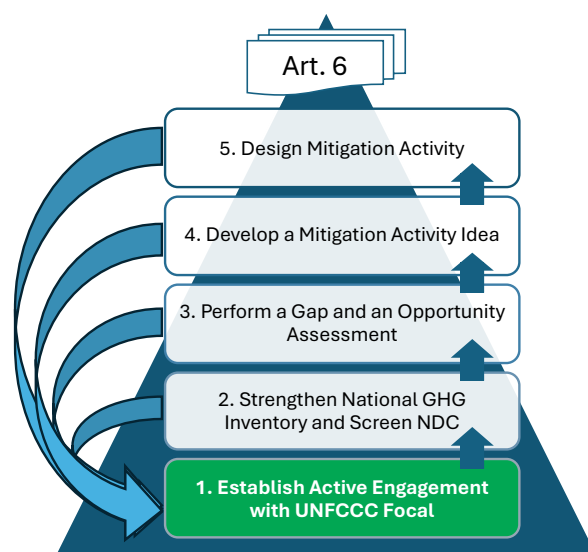 Art. 6
5. Design Mitigation Activity
4. Develop a Mitigation Activity Idea
3. Perform a Gap and an Opportunity
Assessment
2. Strengthen National GHG
Inventory and Screen NDC
1. Establish Active Engagement
with UNFCCC Focal